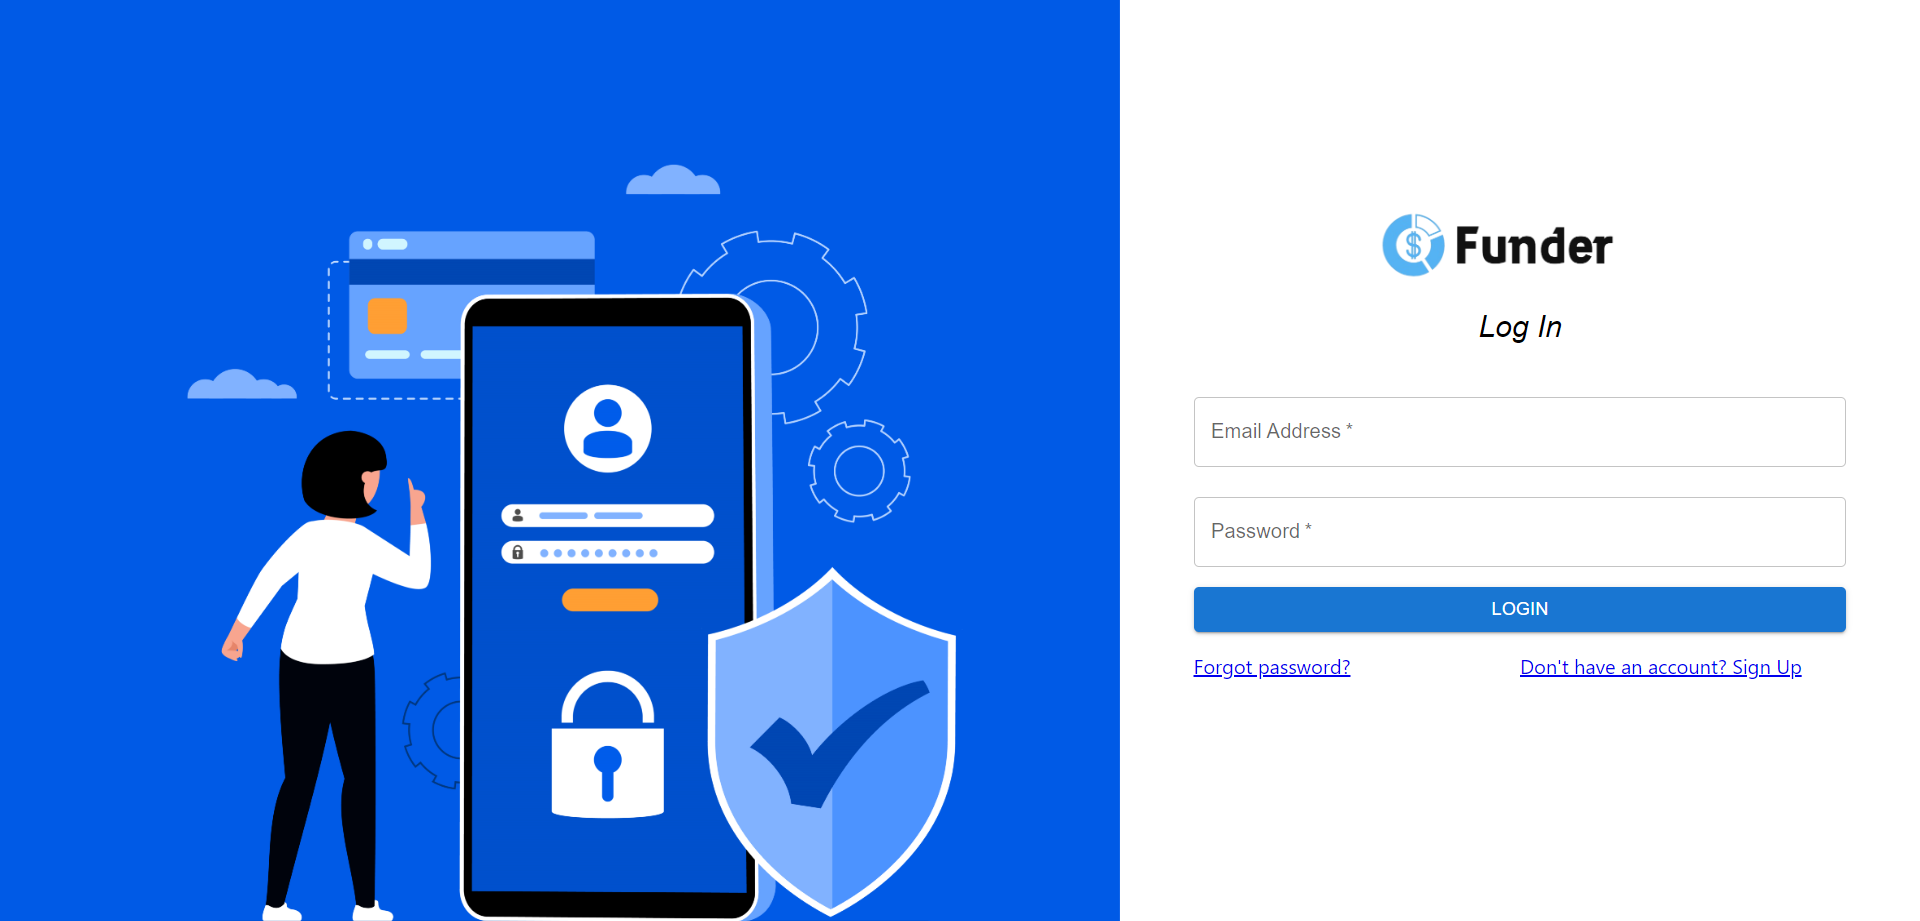 Funder
Log In
Email Address *
Password *
LOGIN
Forgot password?
Don't have an account? Sign Up